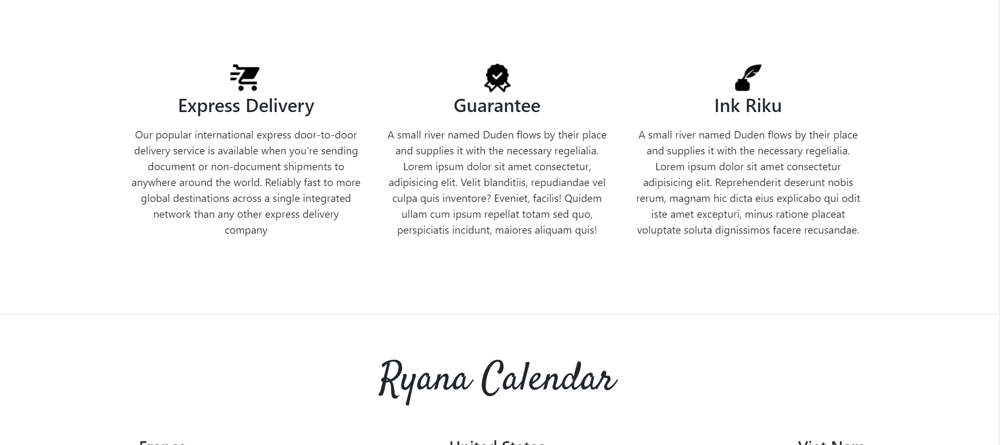 Express Delivery
Our popular international express door-to-door
delivery service is available when you’re sending
document or non-document shipments to
anywhere around the world. Reliably fast to more
global destinations across a single integrated
network than any other express delivery
company
Guarantee
A small river named Duden flows by their place
and supplies it with the necessary regelialia.
Lorem ipsum dolor sit amet consectetur,
adipisicing elit. Velit blanditiis, repudiandae vel
culpa quis inventore? Eveniet, facilis! Quidem
ullam cum ipsum repellat totam sed quo,
perspiciatis incidunt, maiores aliquam quis!
Ink Riku
A small river named Duden flows by their place
and supplies it with the necessary regelialia.
Lorem ipsum dolor sit amet consectetur
adipisicing elit. Reprehenderit deserunt nobis
rerum, magnam hic dicta eius explicabo qui odit
iste amet excepturi, minus ratione placeat
voluptate soluta dignissimos facere recusandae.
Ryana Calendar
France
United States
Viet Nam